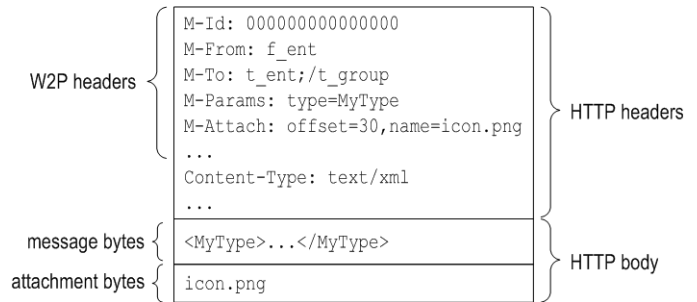 M-Id: 000000000000000
M-From: f_ent
W2P headers
M-To: t_ent;/t_group
M-Params: type=MyType
M-Attach: offset=30,name=icon.png
HTTP headers
...
Content-Type: text/xml
...
message bytes
<MyType>...</MyType>
HTTP body
attachment bytes
icon.png